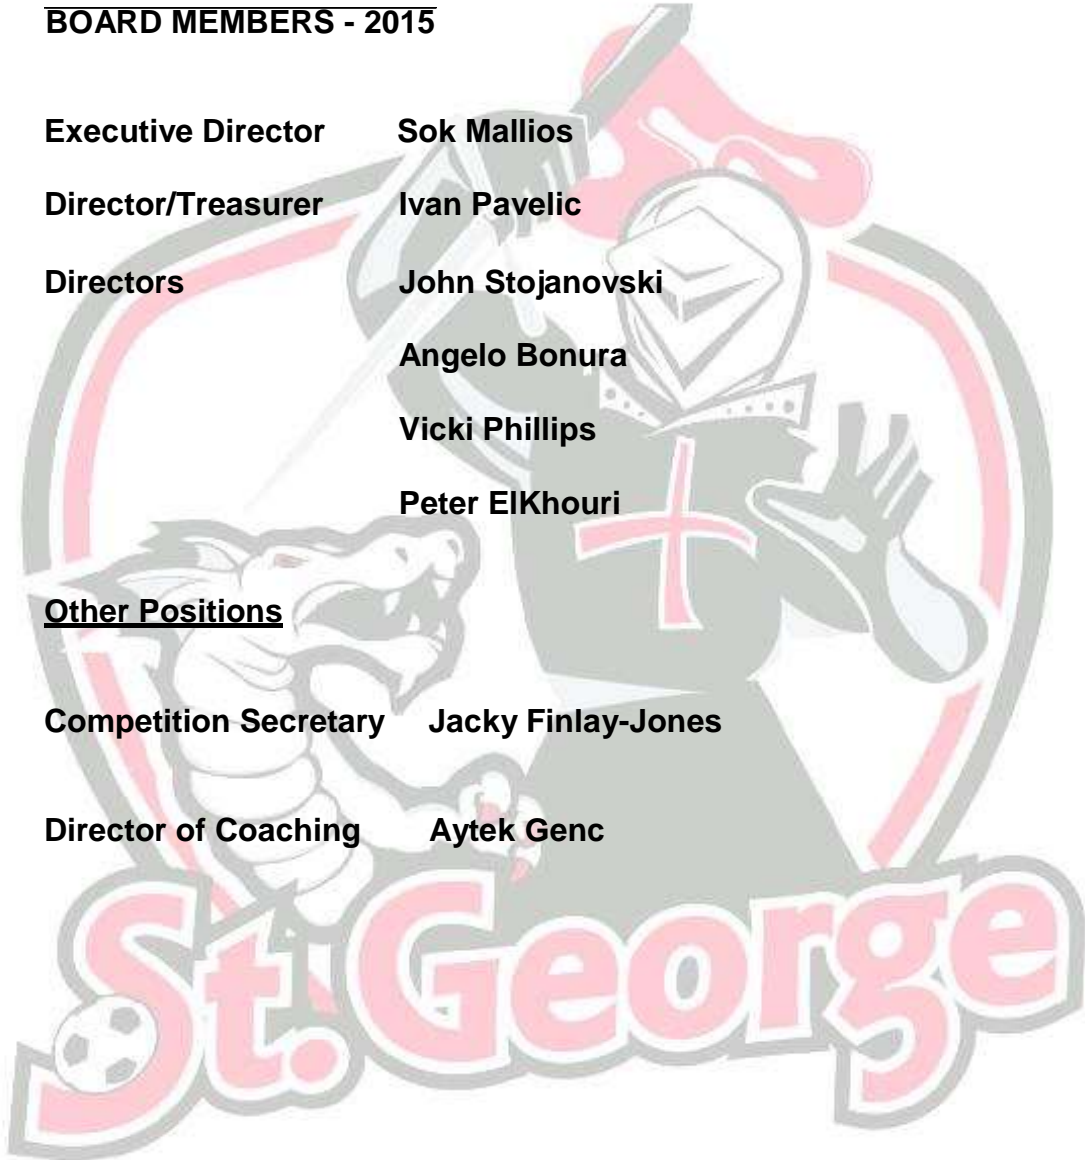 BOARD MEMBERS - 2015
Executive Director Sok Mallios
Director/Treasurer Ivan Pavelic
Directors John Stojanovski
Angelo Bonura
Vicki Phillips
Peter ElKhouri
Other Positions
Competition Secretary Jacky Finlay-Jones
Director of Coaching Aytek Genc
St. George